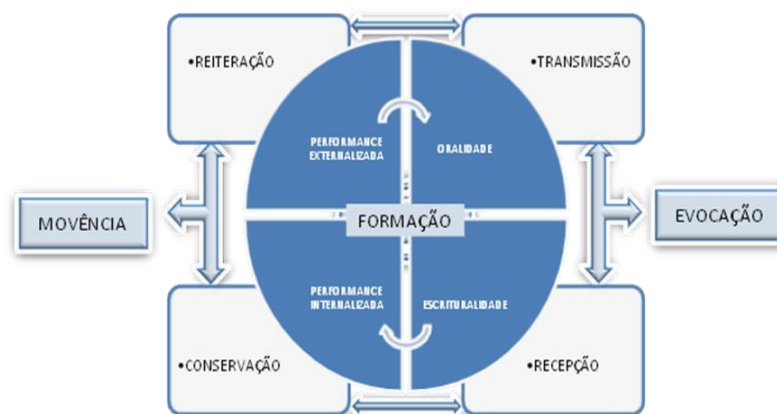 •REITERAÇÃO
•TRANSMISSÃO
PERFORMANCE
EXTERNALIZADA
ORALIDADE
MOVÊNCIA
FORMAÇÃO
EVOCAÇÃO
PERFORMANCE
INTERNALIZADA
ESCRITURALIDADE
•CONSERVAÇÃO
•RECEPÇÃO